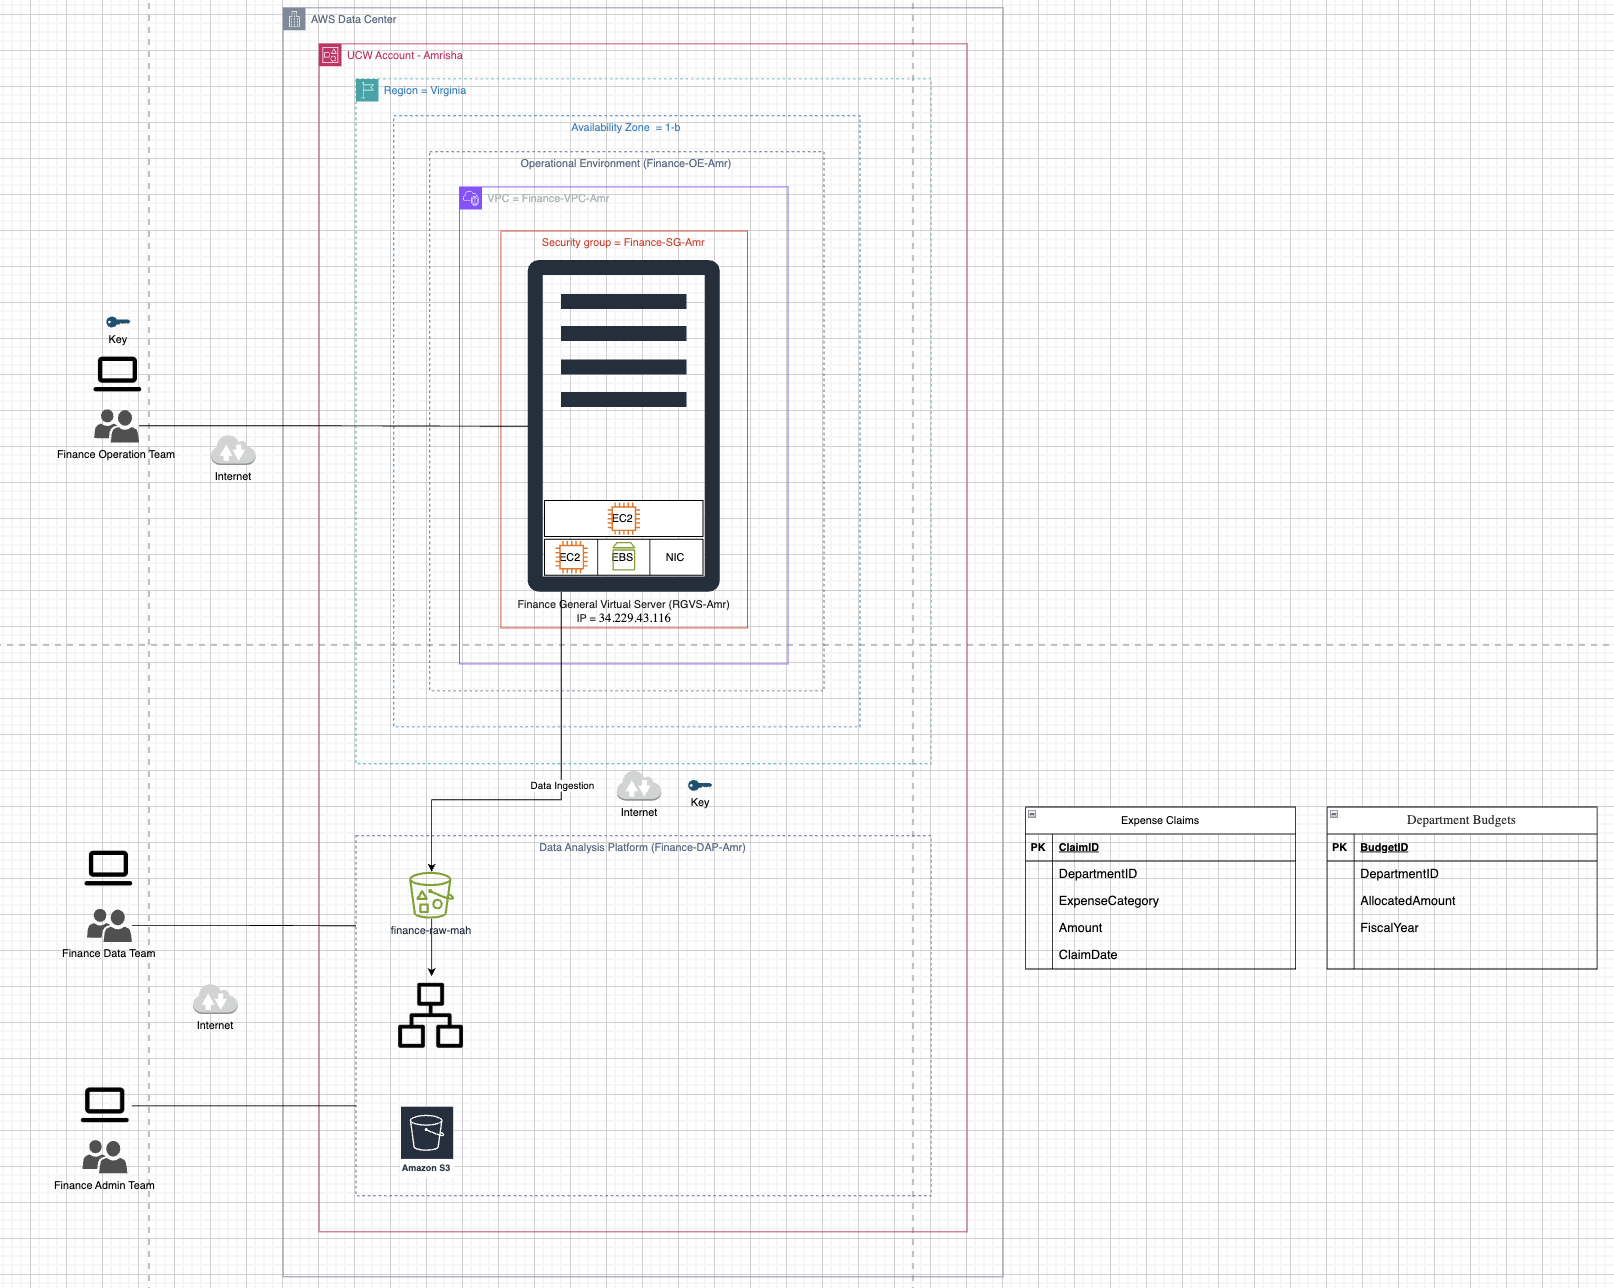 AWS Data Center
UCW Account - Amrisha
Region = Virginia
Availability Zone = 1-b
Operational Environment (Finance-OE-Amr)
VPC = Finance-VPC-Amr
Security group = Finance-SG-Amr
Key
Finance Operation Team
Internet
EC2
EC2
EBS
NIC
Finance General Virtual Server (RGVS-Amr)
IP = 34.229.43.116
Data Ingestion
Internet
Key
Data Analysis Platform (Finance-DAP-Amr)
finance-raw-mah
Finance Data Team
Internet
Amazon S3
Finance Admin Team
Expense Claims
PK ClaimID
DepartmentID
ExpenseCategory
Amount
ClaimDate
Department Budgets
PK BudgetID
DepartmentID
AllocatedAmount
FiscalYear